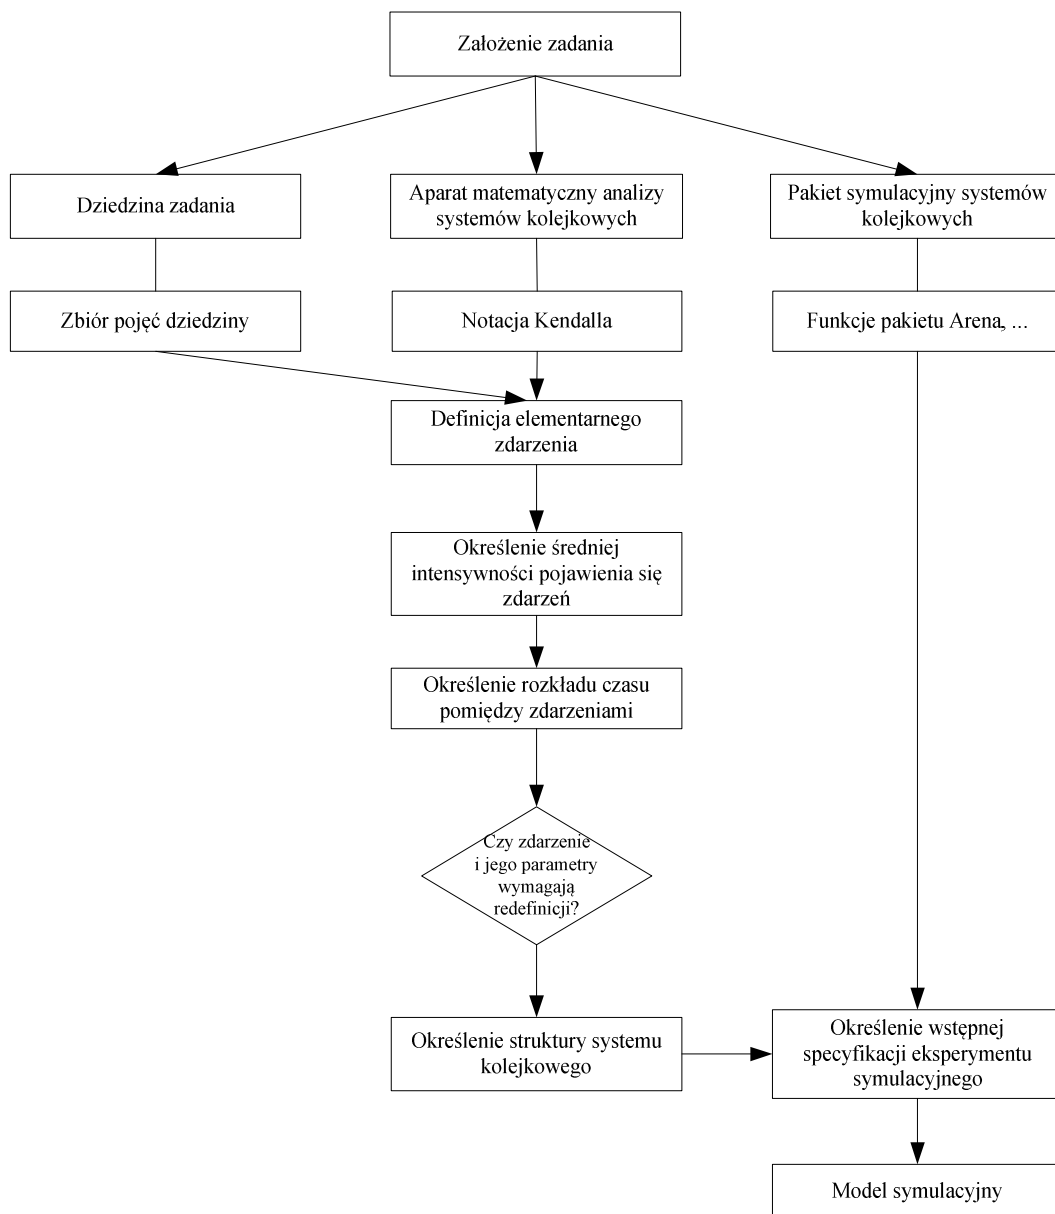 Założenie zadania
Dziedzina zadania
Aparat matematyczny analizy
systemów kolejkowych
Pakiet symulacyjny systemów
kolejkowych
Zbiór pojęć dziedziny
Notacja Kendalla
Funkcje pakietu Arena, ...
Definicja elementarnego
zdarzenia
Określenie średniej
intensywności pojawienia się
zdarzeń
Określenie rozkładu czasu
pomiędzy zdarzeniami
Czy zdarzenie
i jego parametry
wymagają
redefinicji?
Określenie struktury systemu
kolejkowego
Określenie wstępnej
specyfikacji eksperymentu
symulacyjnego
Model symulacyjny